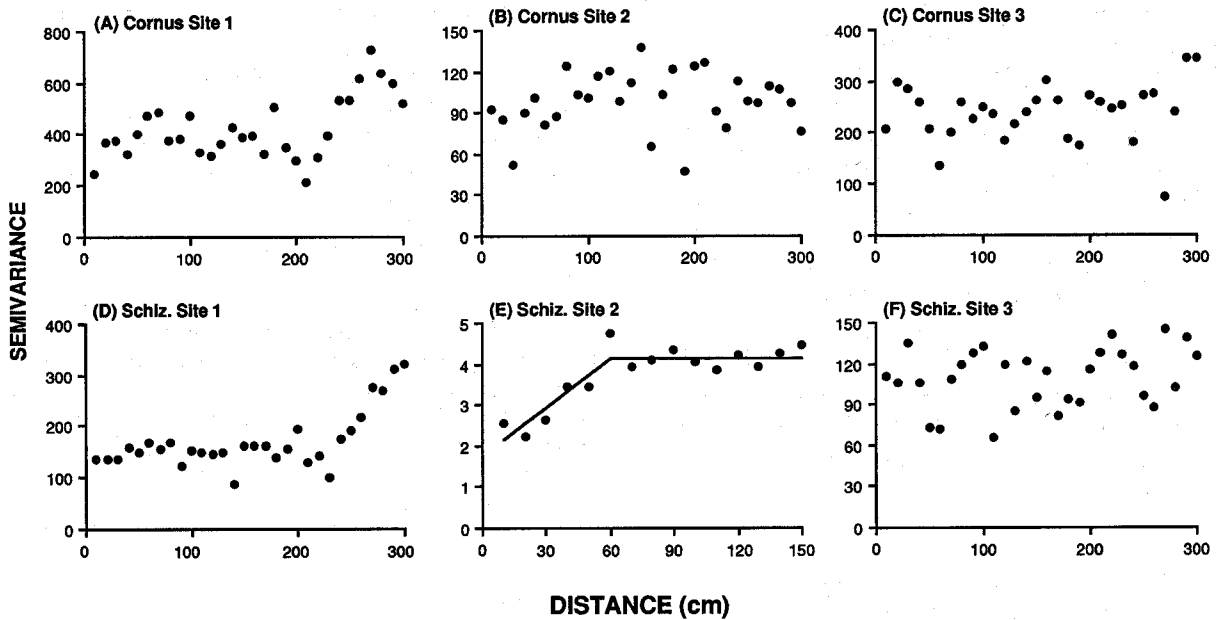 (A) Cornus Site 1
800
600
400
200
0
0 100 200 300
(B) Cornus Site 2
150
120
90
60
30
0
0 100 200 300
(C) Cornus Site 3
400
300
200
100
0
0 100 200 300
SEMIVARIANCE
(D) Schiz. Site 1
400
300
200
100
0
0 100 200 300
(E) Schiz. Site 2
5
4
3
2
1
0
0 30 60 90 120 150
(F) Schiz. Site 3
150
120
90
60
30
0
0 100 200 300
DISTANCE (cm)